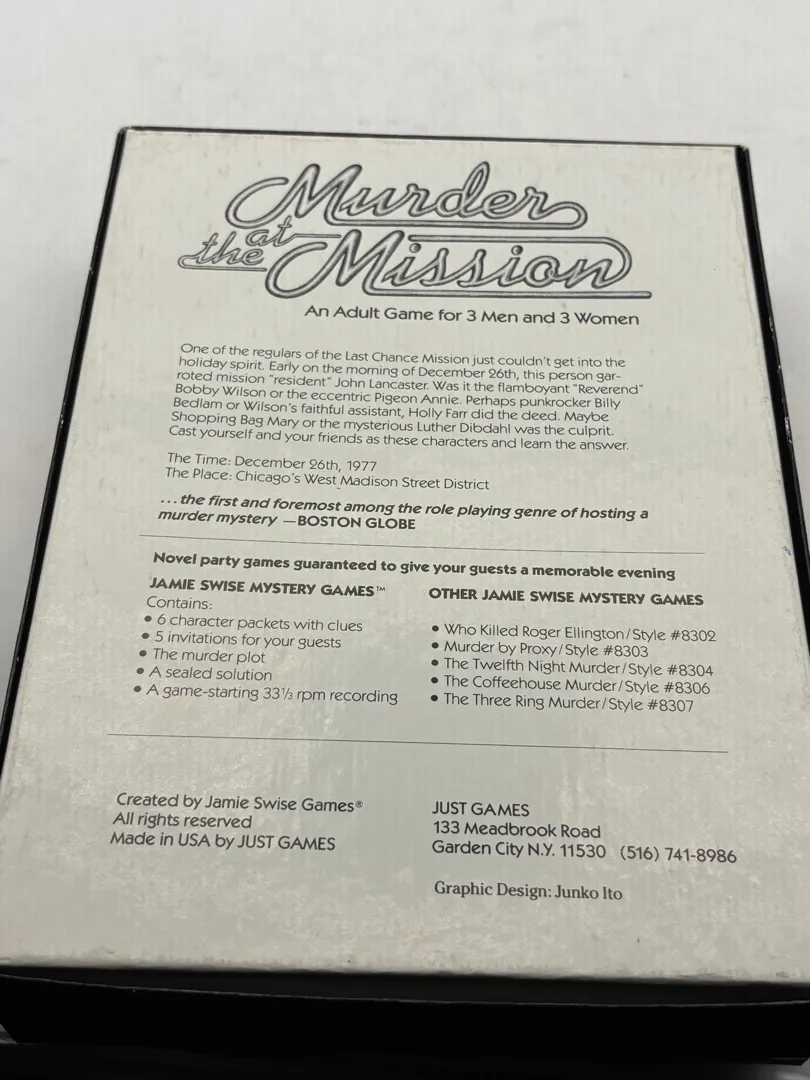 Murder
at
the Mission
An Adult Game for 3 Men and 3 Women
One of the regulars of the Last Chance Mission just couldn't get into the
holiday spirit. Early on the morning of December 26th, this person gar-
roted mission "resident" John Lancaster. Was it the flamboyant "Reverend"
Bobby Wilson or the eccentric Pigeon Annie. Perhaps punkrocker Billy
Bedlam or Wilson's faithful assistant, Holly Farr did the deed. Maybe
Shopping Bag Mary or the mysterious Luther Dibdahl was the culprit.
Cast yourself and your friends as these characters and learn the answer.
The Time: December 26th, 1977
The Place: Chicago's West Madison Street District
...the first and foremost among the role playing genre of hosting a
murder mystery —BOSTON GLOBE
Novel party games guaranteed to give your guests a memorable evening
JAMIE SWISE MYSTERY GAMES™
Contains:
• 6 character packets with clues
• 5 invitations for your guests
• The murder plot
• A sealed solution
• A game-starting 33⅓ rpm recording
OTHER JAMIE SWISE MYSTERY GAMES
• Who Killed Roger Ellington/Style #8302
• Murder by Proxy/Style #8303
• The Twelfth Night Murder/Style #8304
• The Coffeehouse Murder/Style #8306
• The Three Ring Murder/Style #8307
Created by Jamie Swise Games®
All rights reserved
Made in USA by JUST GAMES
JUST GAMES
133 Meadbrook Road
Garden City N.Y. 11530 (516) 741-8986
Graphic Design: Junko Ito